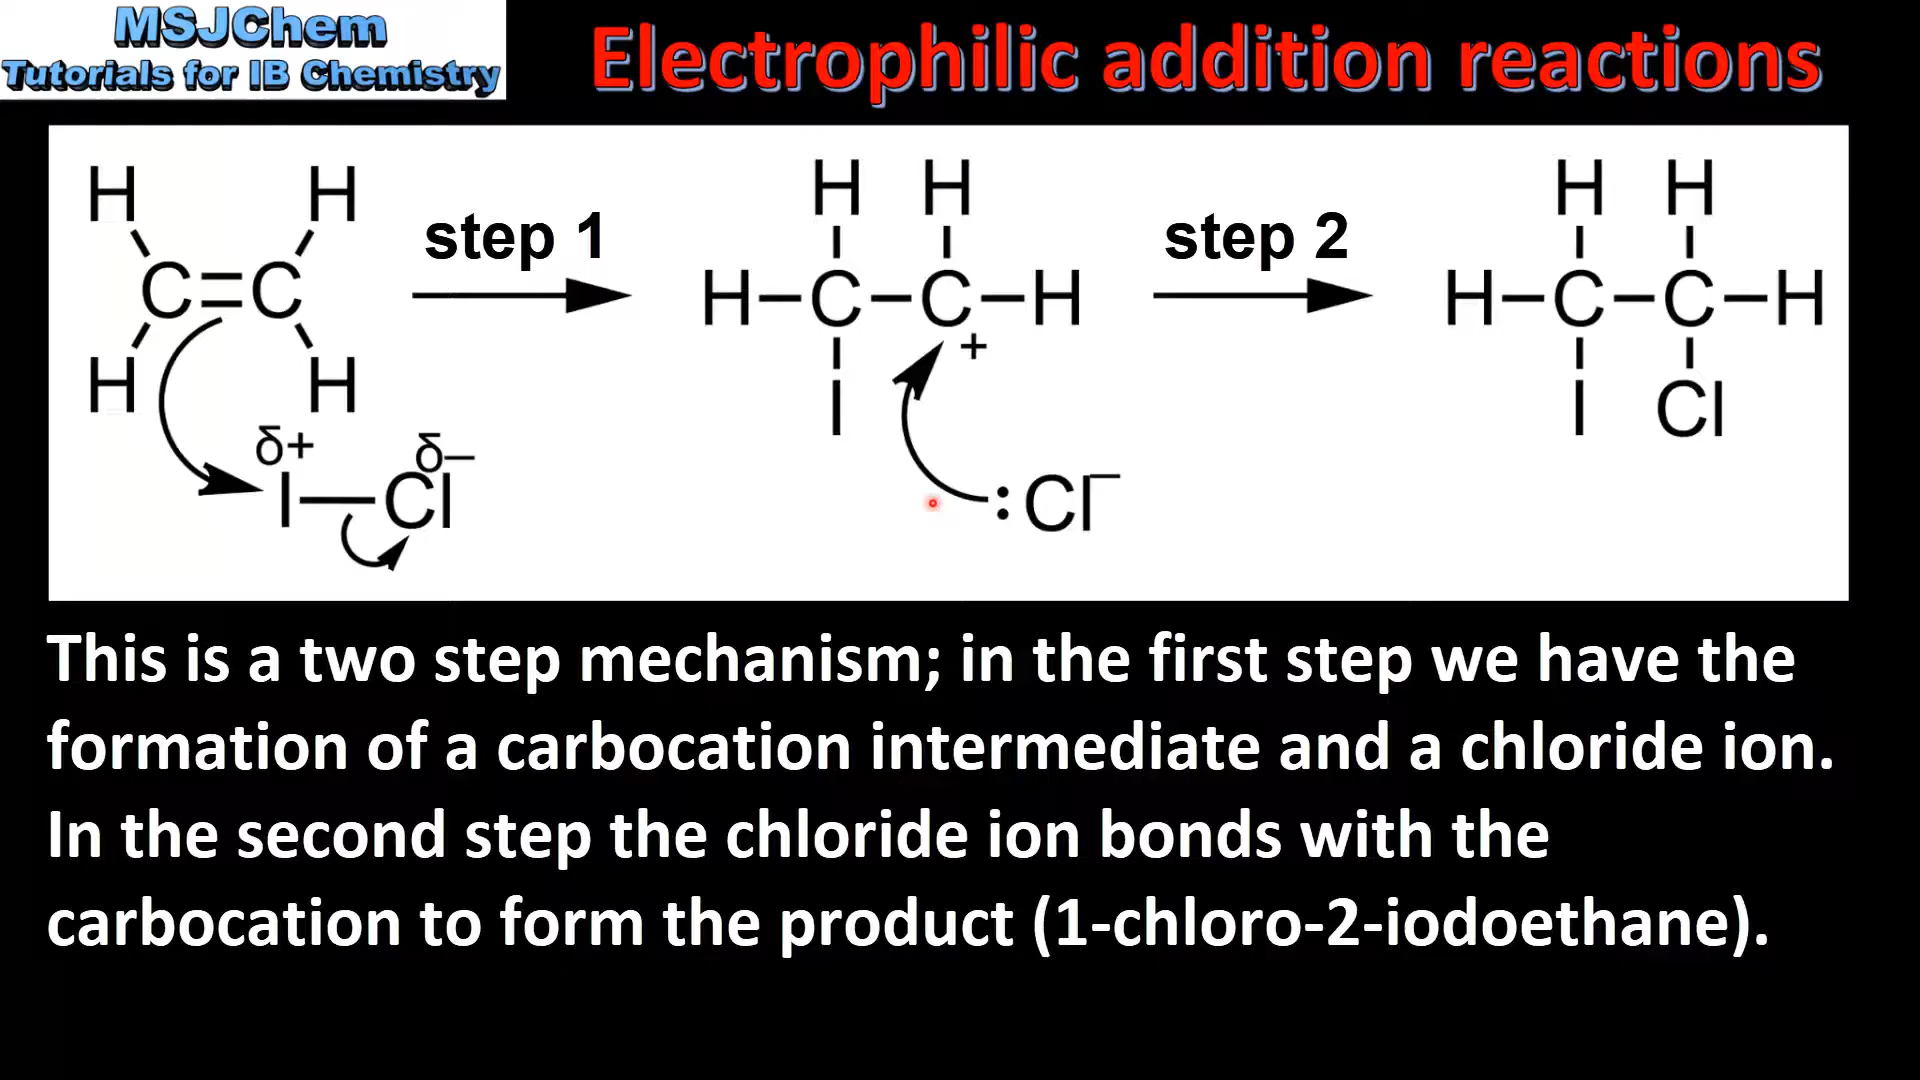 MSJChem
Tutorials for IB Chemistry
Electrophilic addition reactions
H H
C=C
H H
δ+ δ–
I—Cl
step 1
H H
H–C–C–H
+
I
:Cl–
step 2
H H
H–C–C–H
I Cl
This is a two step mechanism; in the first step we have the
formation of a carbocation intermediate and a chloride ion.
In the second step the chloride ion bonds with the
carbocation to form the product (1-chloro-2-iodoethane).